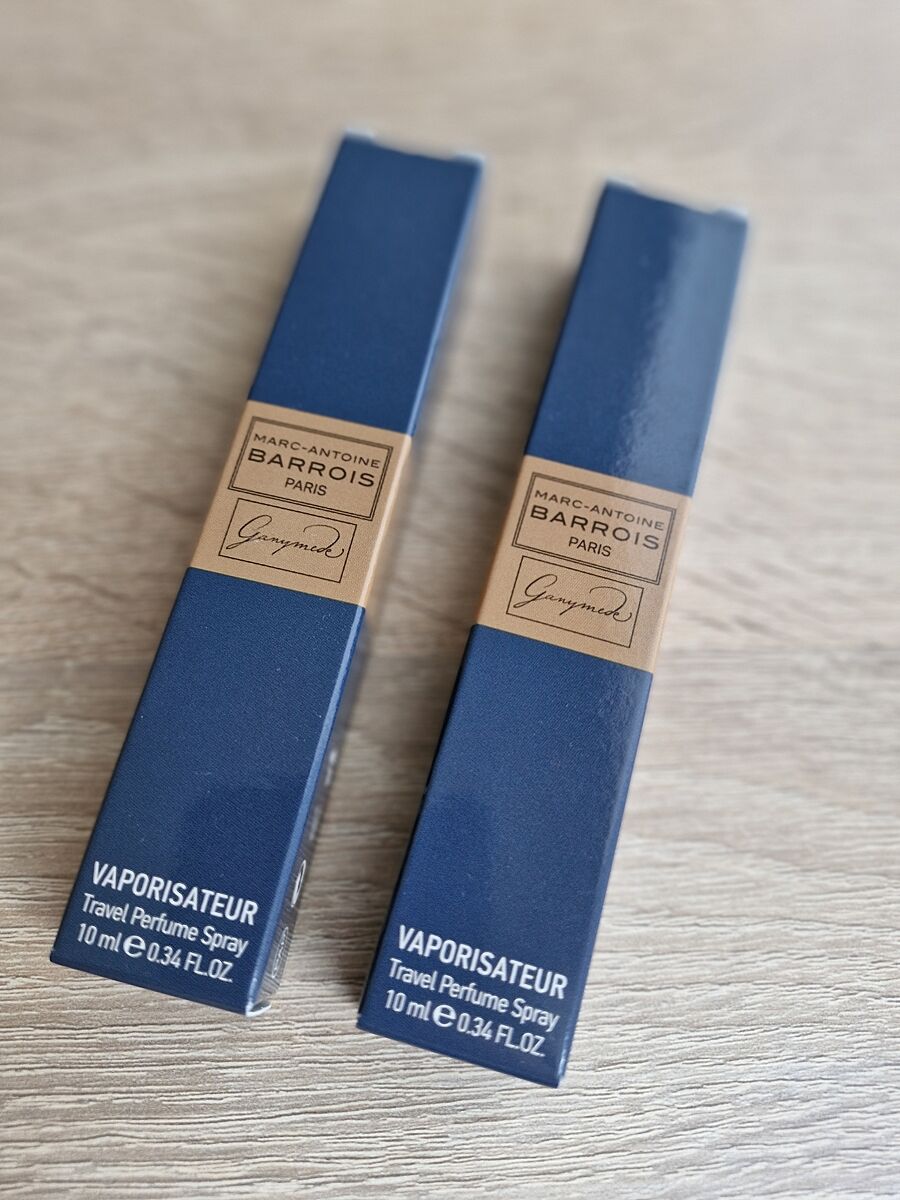 MARC-ANTOINE
BARROIS
PARIS
Ganymede
VAPORISATEUR
Travel Perfume Spray
10 ml e 0.34 FL.OZ.
MARC-ANTOINE
BARROIS
PARIS
Ganymede
VAPORISATEUR
Travel Perfume Spray
10 ml e 0.34 FL.OZ.